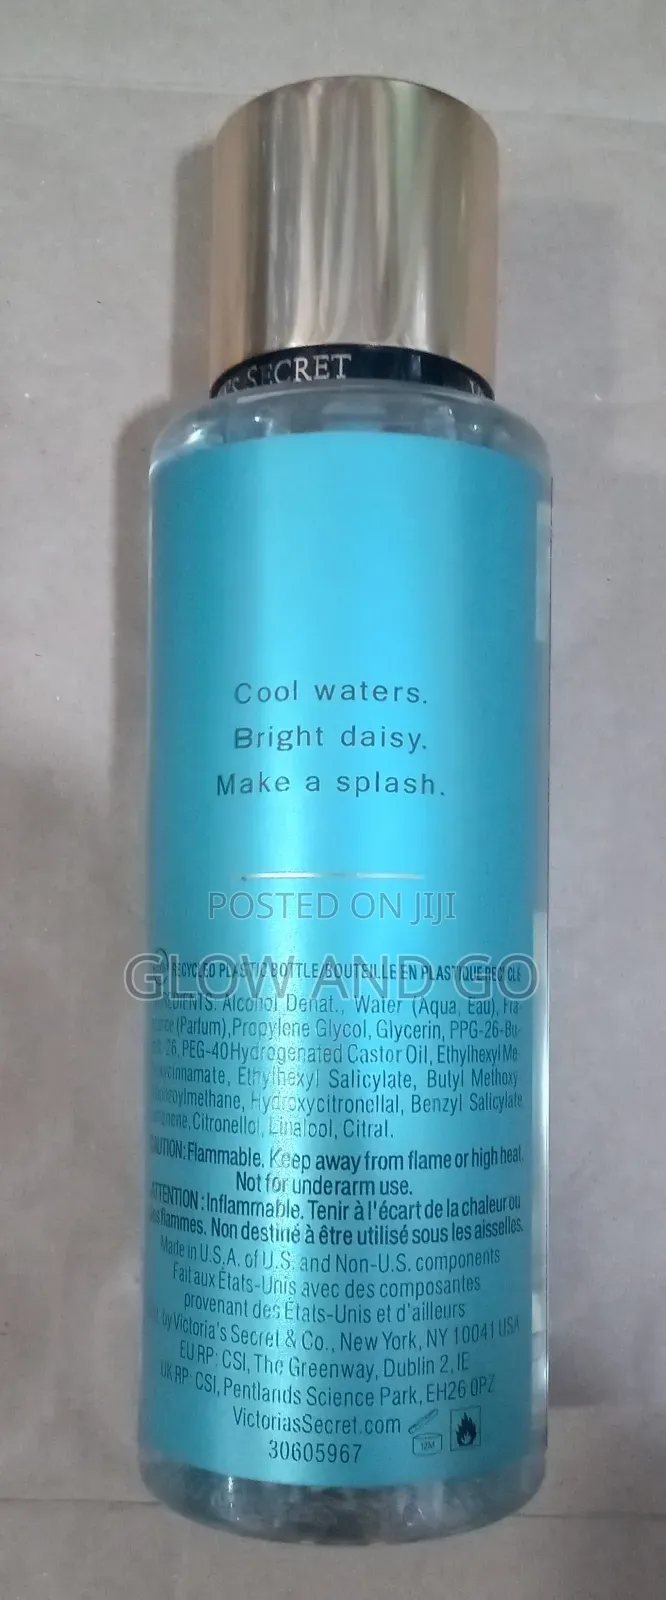 'S SECRET
Cool waters.
Bright daisy.
Make a splash.
POSTED ON JIJI
GLOW AND GO
RECYCLED PLASTIC BOTTLE/BOUTEILLE EN PLASTIQUE RECYCLÉ
Alcohol Denat., Water (Aqua, Eau), Fra-
(Parfum), Propylene Glycol, Glycerin, PPG-26-Bu-
-26, PEG-40 Hydrogenated Castor Oil, Ethylhexyl Me-
cinnamate, Ethylhexyl Salicylate, Butyl Methoxy
oylmethane, Hydroxycitronellal, Benzyl Salicylate
Citronellol, Linalool, Citral.
CAUTION: Flammable. Keep away from flame or high heat.
Not for underarm use.
ATTENTION : Inflammable. Tenir à l'écart de la chaleur ou
es flammes. Non destiné à être utilisé sous les aisselles.
Made in U.S.A. of U.S. and Non-U.S. components
Fait aux États-Unis avec des composantes
provenant des États-Unis et d'ailleurs
by Victoria's Secret & Co., New York, NY 10041 USA
EU RP: CSI, The Greenway, Dublin 2, IE
UK RP: CSI, Pentlands Science Park, EH26 0PZ
VictoriasSecret.com
12M
30605967